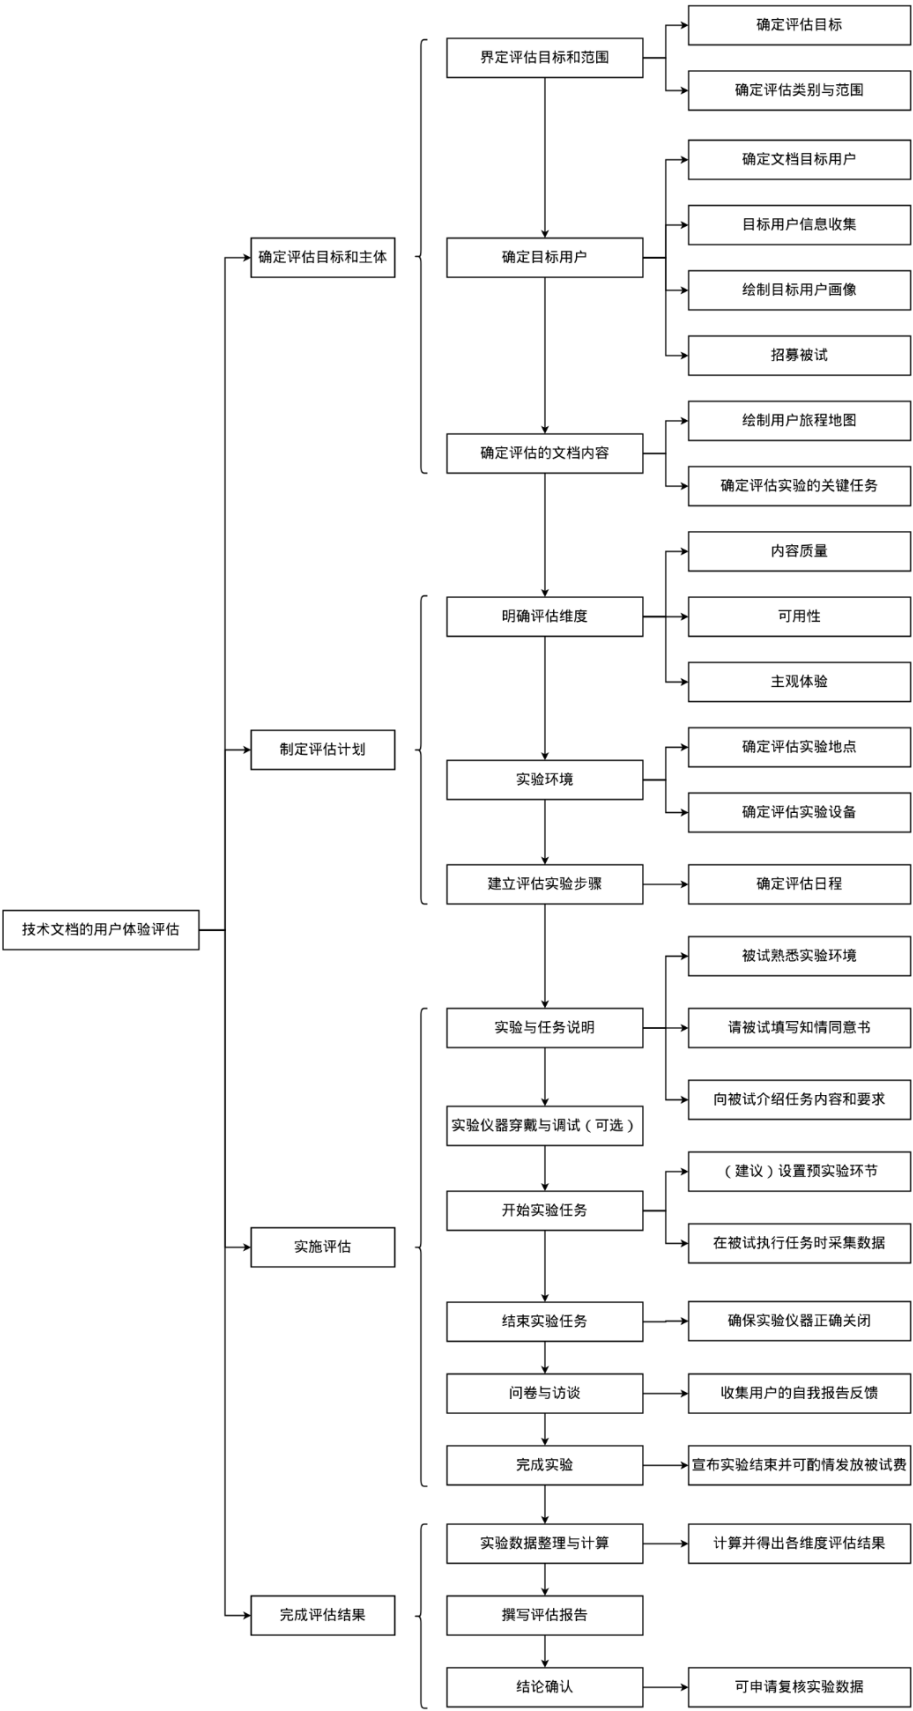 技术文档的用户体验评估
确定评估目标和主体
界定评估目标和范围
确定评估目标
确定评估类别与范围
确定目标用户
确定文档目标用户
目标用户信息收集
绘制目标用户画像
招募被试
确定评估的文档内容
绘制用户旅程地图
确定评估实验的关键任务
制定评估计划
明确评估维度
内容质量
可用性
主观体验
实验环境
确定评估实验地点
确定评估实验设备
建立评估实验步骤
确定评估日程
实施评估
实验与任务说明
被试熟悉实验环境
请被试填写知情同意书
向被试介绍任务内容和要求
实验仪器穿戴与调试（可选）
开始实验任务
（建议）设置预实验环节
在被试执行任务时采集数据
结束实验任务
确保实验仪器正确关闭
问卷与访谈
收集用户的自我报告反馈
完成实验
宣布实验结束并可酌情发放被试费
完成评估结果
实验数据整理与计算
计算并得出各维度评估结果
撰写评估报告
结论确认
可申请复核实验数据